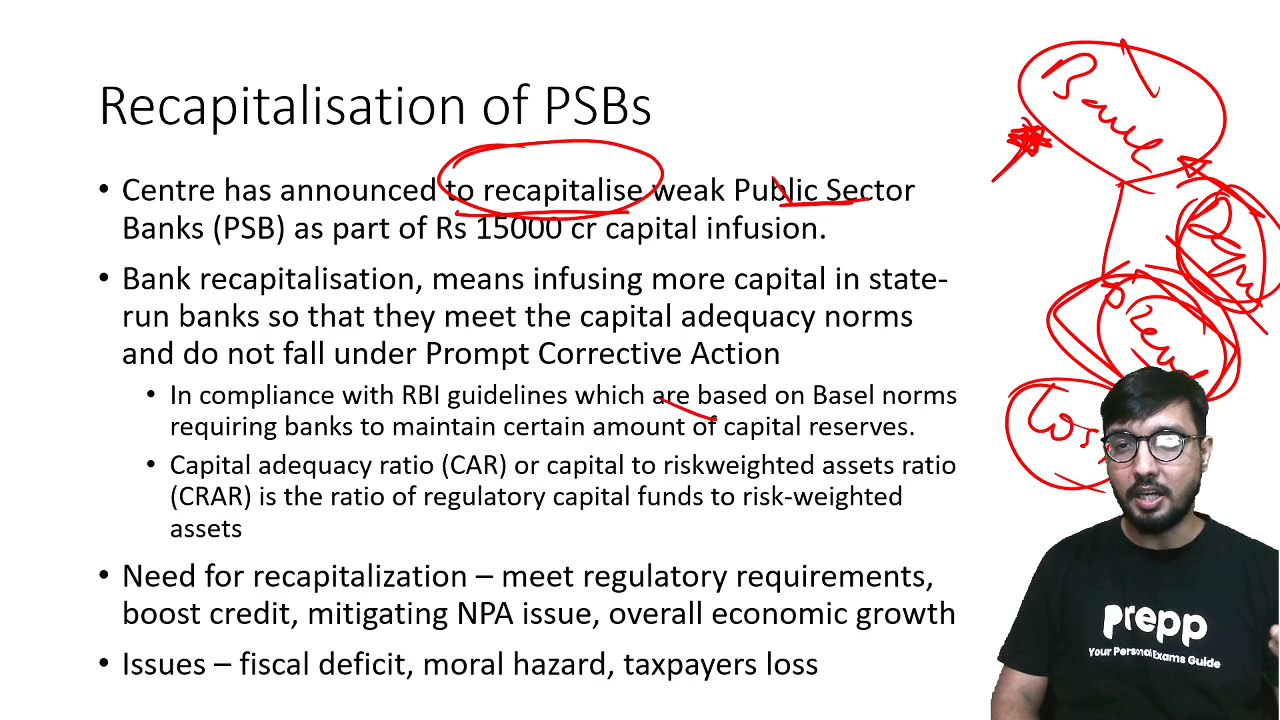 Recapitalisation of PSBs
• Centre has announced to recapitalise weak Public Sector
Banks (PSB) as part of Rs 15000 cr capital infusion.
• Bank recapitalisation, means infusing more capital in state-
run banks so that they meet the capital adequacy norms
and do not fall under Prompt Corrective Action
• In compliance with RBI guidelines which are based on Basel norms
requiring banks to maintain certain amount of capital reserves.
• Capital adequacy ratio (CAR) or capital to riskweighted assets ratio
(CRAR) is the ratio of regulatory capital funds to risk-weighted
assets
• Need for recapitalization – meet regulatory requirements,
boost credit, mitigating NPA issue, overall economic growth
• Issues – fiscal deficit, moral hazard, taxpayers loss
Bank
prepp
Your Personal Exams Guide